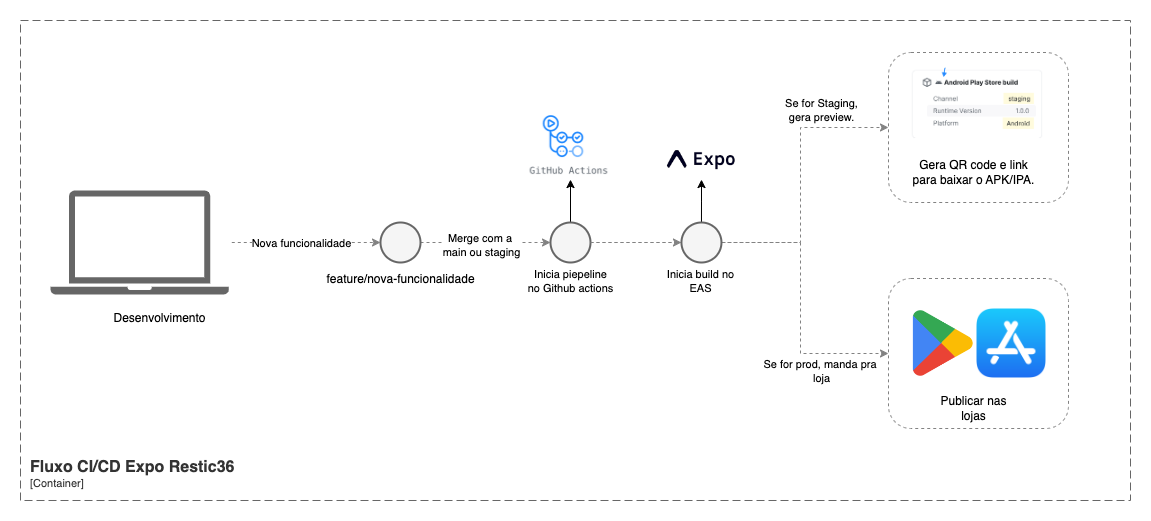 Desenvolvimento
Nova funcionalidade
feature/nova-funcionalidade
Merge com a
main ou staging
GitHub Actions
Inicia piepeline
no Github actions
Expo
Inicia build no
EAS
Se for Staging,
gera preview.
Android Play Store build
Channel staging
Runtime Version 1.0.0
Platform Android
Gera QR code e link
para baixar o APK/IPA.
Se for prod, manda pra
loja
Publicar nas
lojas
Fluxo CI/CD Expo Restic36
[Container]